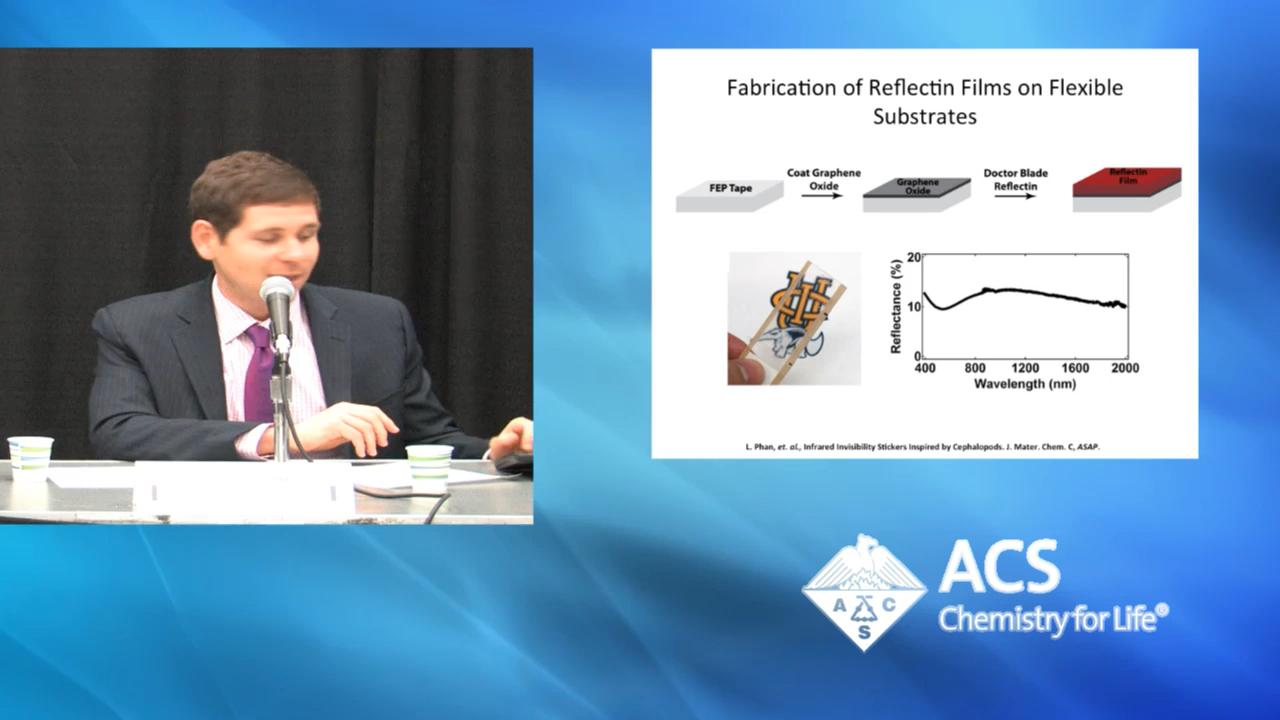 Fabrication of Reflectin Films on Flexible
Substrates
FEP Tape
Coat Graphene
Oxide
Graphene
Oxide
Doctor Blade
Reflectin
Reflectin
Film
Reflectance (%)
20
10
0
400
800
1200
1600
2000
Wavelength (nm)
L. Phan, et. al., Infrared Invisibility Stickers Inspired by Cephalopods. J. Mater. Chem. C, ASAP.
A C
S
ACS
Chemistry for Life®